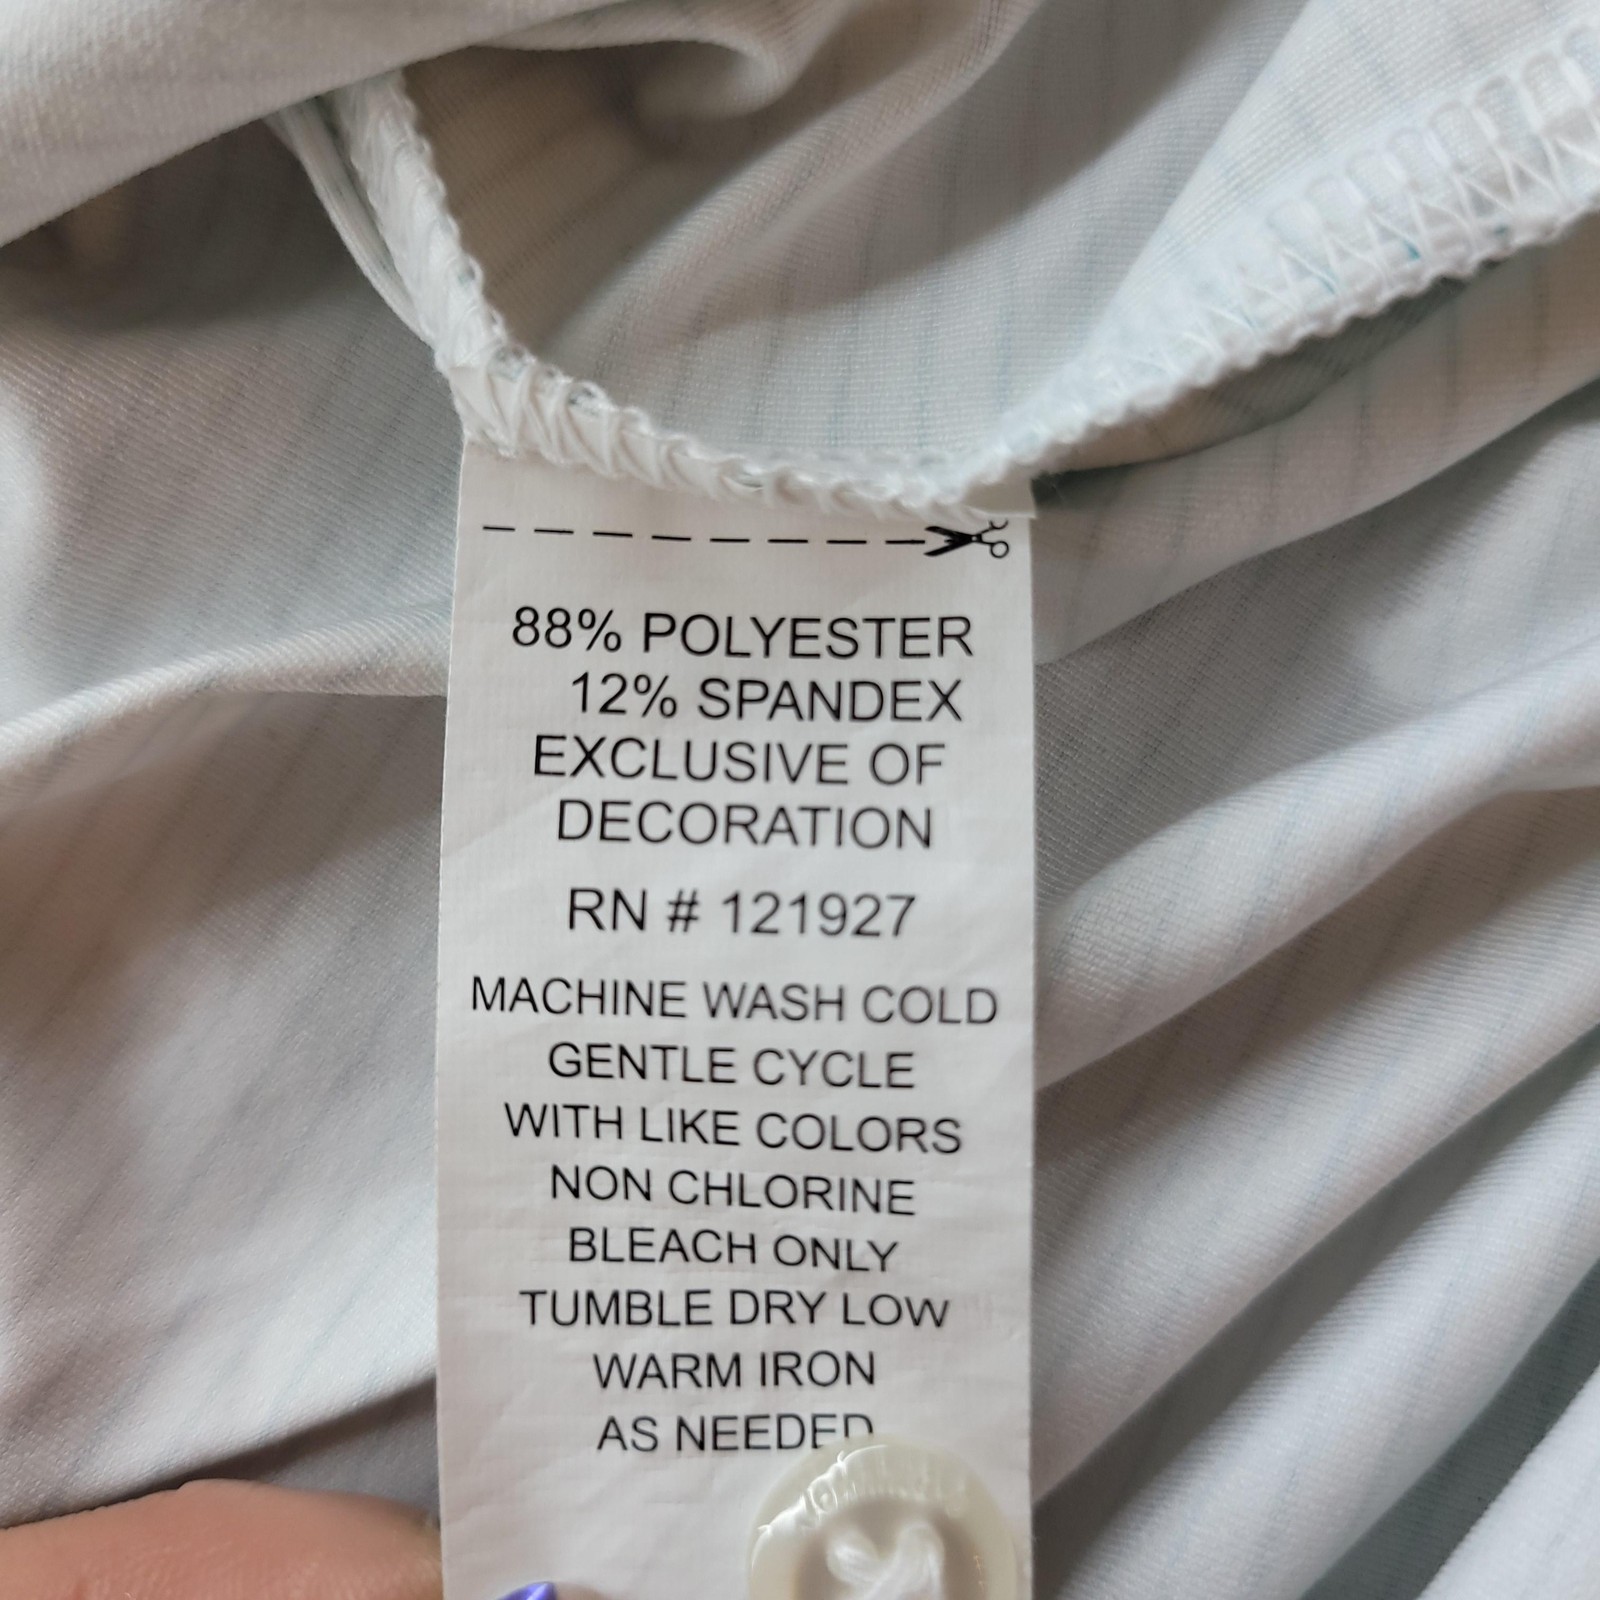 88% POLYESTER
12% SPANDEX
EXCLUSIVE OF
DECORATION
RN # 121927
MACHINE WASH COLD
GENTLE CYCLE
WITH LIKE COLORS
NON CHLORINE
BLEACH ONLY
TUMBLE DRY LOW
WARM IRON
AS NEEDED